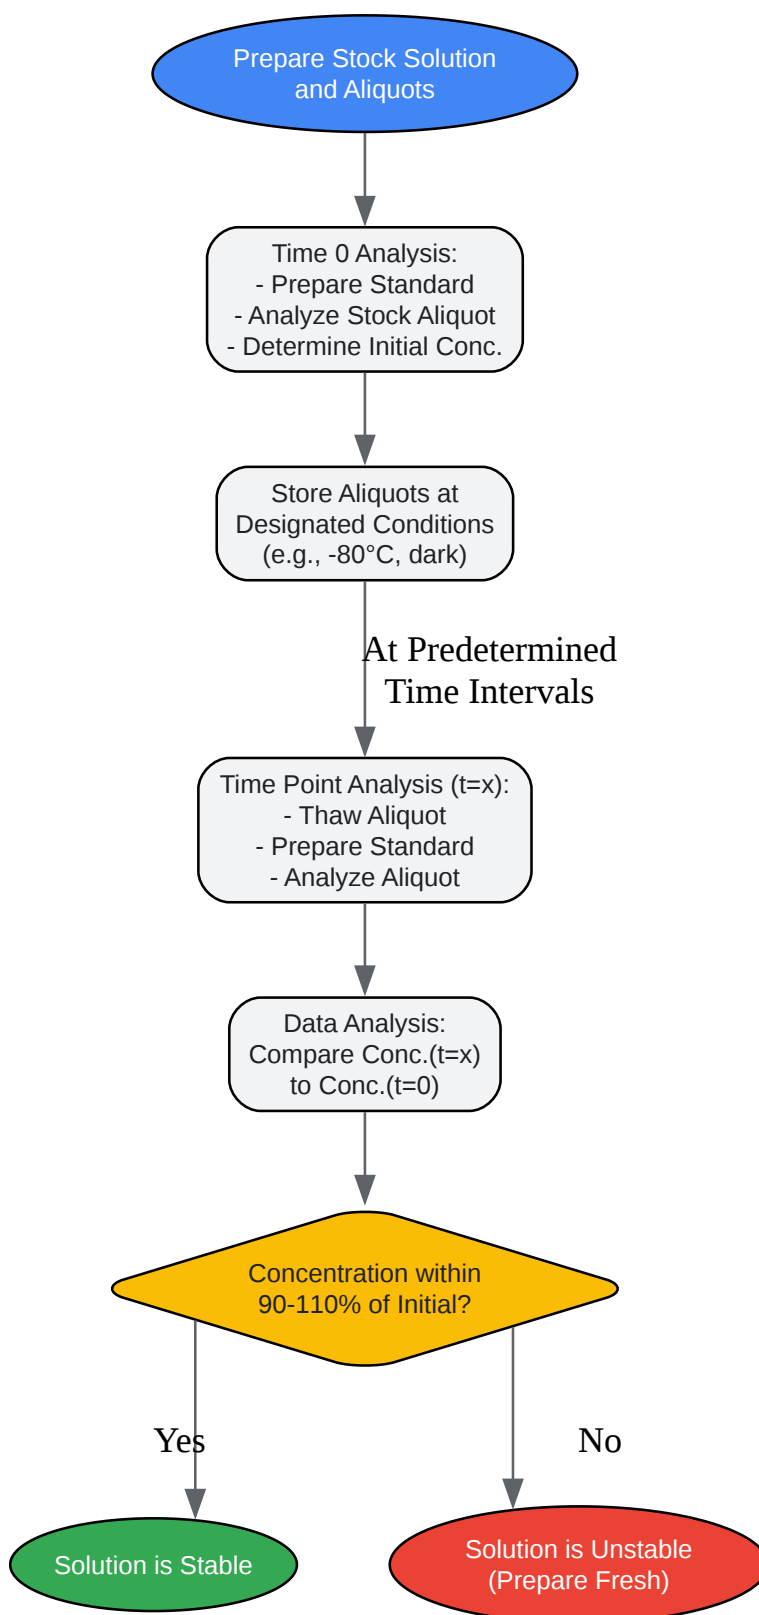 Prepare Stock Solution
and Aliquots
Time 0 Analysis:
- Prepare Standard
- Analyze Stock Aliquot
- Determine Initial Conc.
Store Aliquots at
Designated Conditions
(e.g., -80°C, dark)
At Predetermined
Time Intervals
Time Point Analysis (t=x):
- Thaw Aliquot
- Prepare Standard
- Analyze Aliquot
Data Analysis:
Compare Conc.(t=x)
to Conc.(t=0)
Concentration within
90-110% of Initial?
Yes
No
Solution is Stable
Solution is Unstable
(Prepare Fresh)